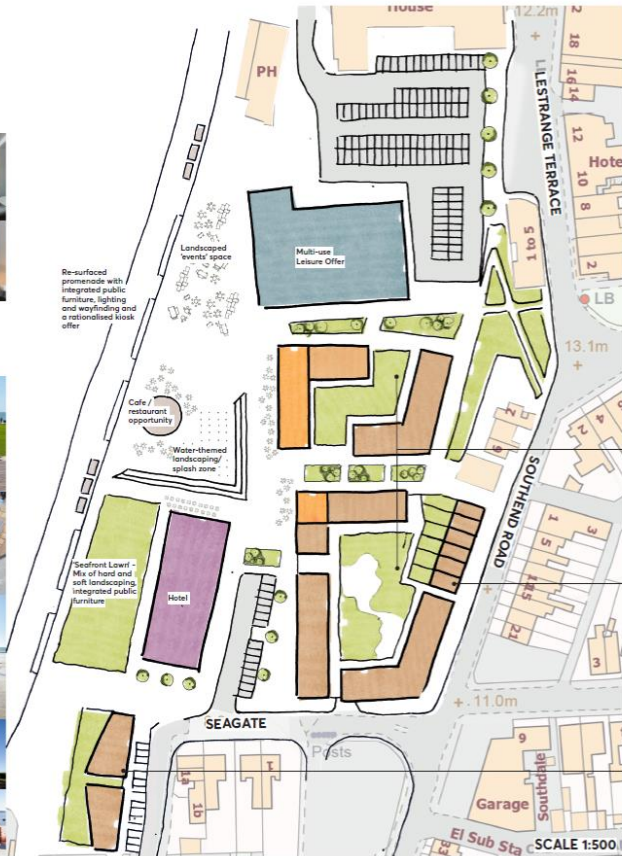 House
12.2m
PH
18
16
14
12
10
8
2
LESTRANGE TERRACE
Hote
1 to 5
LB
13.1m
Landscaped
'events' space
Multi-use
Leisure Offer
Re-surfaced
promenade with
integrated public
furniture, lighting
and wayfinding and
a rationalised kiosk
offer
Cafe /
restaurant
opportunity
Water-themed
landscaping/
splash zone
SOUTHEND ROAD
2
4
1
3
5
21
3
'Seafront Lawn' -
Mix of hard and
soft landscaping,
integrated public
furniture
Hotel
11.0m
SEAGATE
Posts
1a
1b
1
6
Garage
Southdale
El Sub Sta
SCALE 1:500